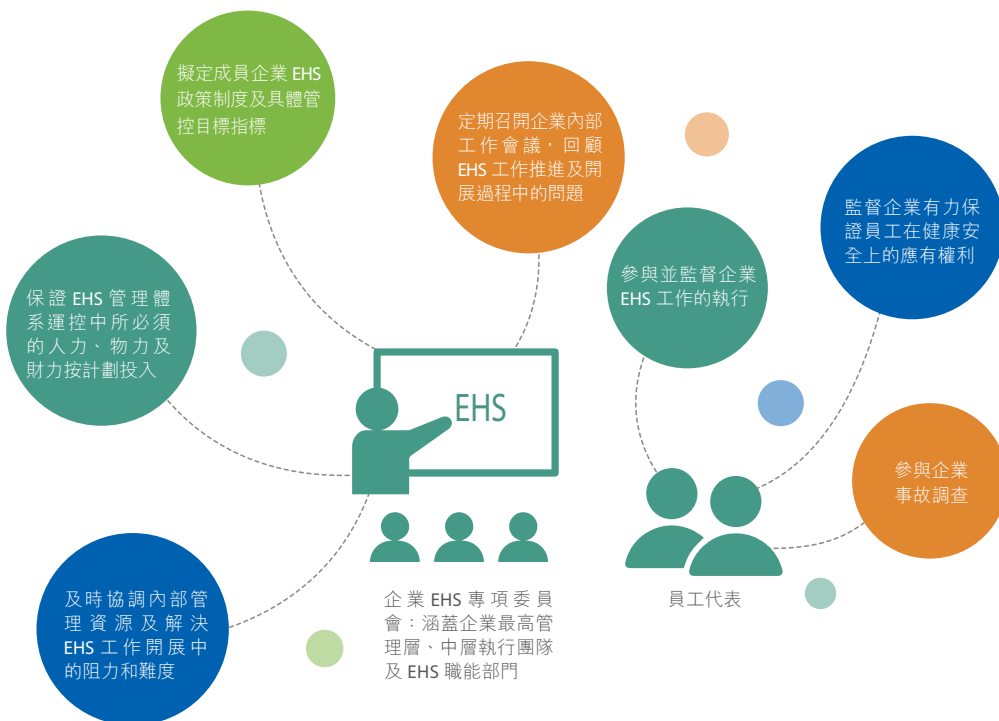 擬定成員企業 EHS
政策制度及具體管
控目標指標
定期召開企業內部
工作會議，回顧
EHS 工作推進及開
展過程中的問題
監督企業有力保
證員工在健康安
全上的應有權利
參與並監督企業
EHS 工作的執行
保證 EHS 管理體
系運控中所必須
的人力、物力及
財力按計劃投入
EHS
參與企業
事故調查
及時協調內部管
理資源及解決
EHS 工作開展中
的阻力和難度
企業 EHS 專項委員
會：涵蓋企業最高管
理層、中層執行團隊
及 EHS 職能部門
員工代表